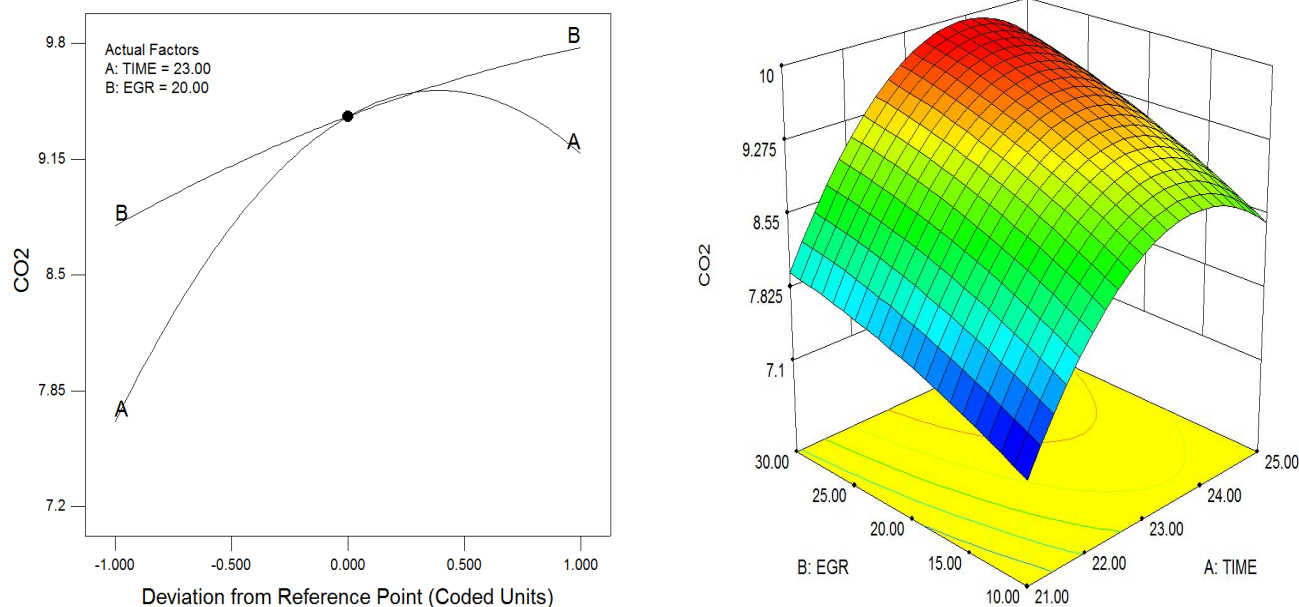 Actual Factors
A: TIME = 23.00
B: EGR = 20.00
9.8
9.15
8.5
7.85
7.2
CO2
B
A
B
A
-1.000
-0.500
0.000
0.500
1.000
Deviation from Reference Point (Coded Units)
10
9.275
8.55
7.825
7.1
CO2
30.00
25.00
20.00
15.00
10.00
B: EGR
25.00
24.00
23.00
22.00
21.00
A: TIME